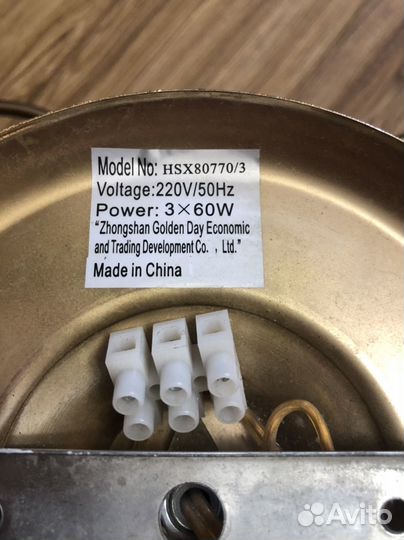 Model No: HSX80770/3
Voltage:220V/50Hz
Power: 3×60W
“Zhongshan Golden Day Economic
and Trading Development Co. , Ltd.”
Made in China
Avito